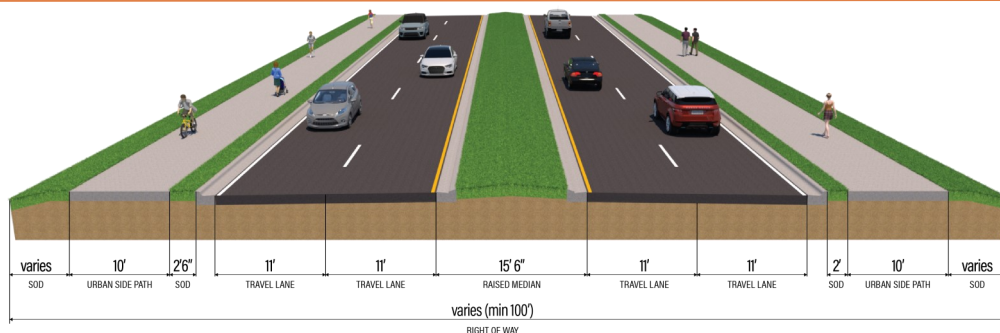 varies 10' 2'6" 11' 11' 15' 6" 11' 11' 2' 10' varies
SOD URBAN SIDE PATH SOD TRAVEL LANE TRAVEL LANE RAISED MEDIAN TRAVEL LANE TRAVEL LANE SOD URBAN SIDE PATH SOD
varies (min 100')
RIGHT OF WAY